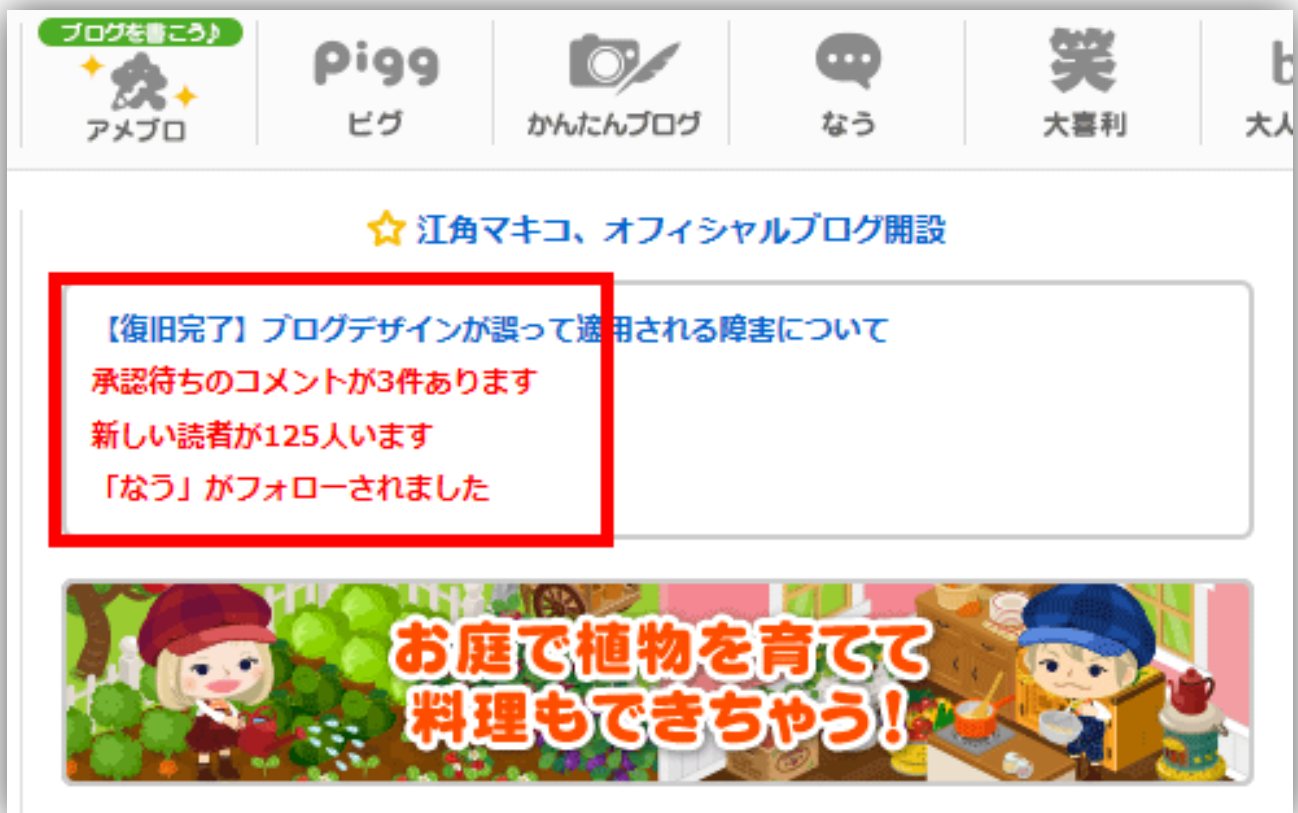 ブログを書こう♪
アメブロ
Pigg
ピグ
かんたんブログ
なう
笑
大喜利
大人
江角マキコ、オフィシャルブログ開設
【復旧完了】ブログデザインが誤って適用される障害について
承認待ちのコメントが3件あります
新しい読者が125人います
「なう」がフォローされました
お庭で植物を育てて
料理もできちゃう!